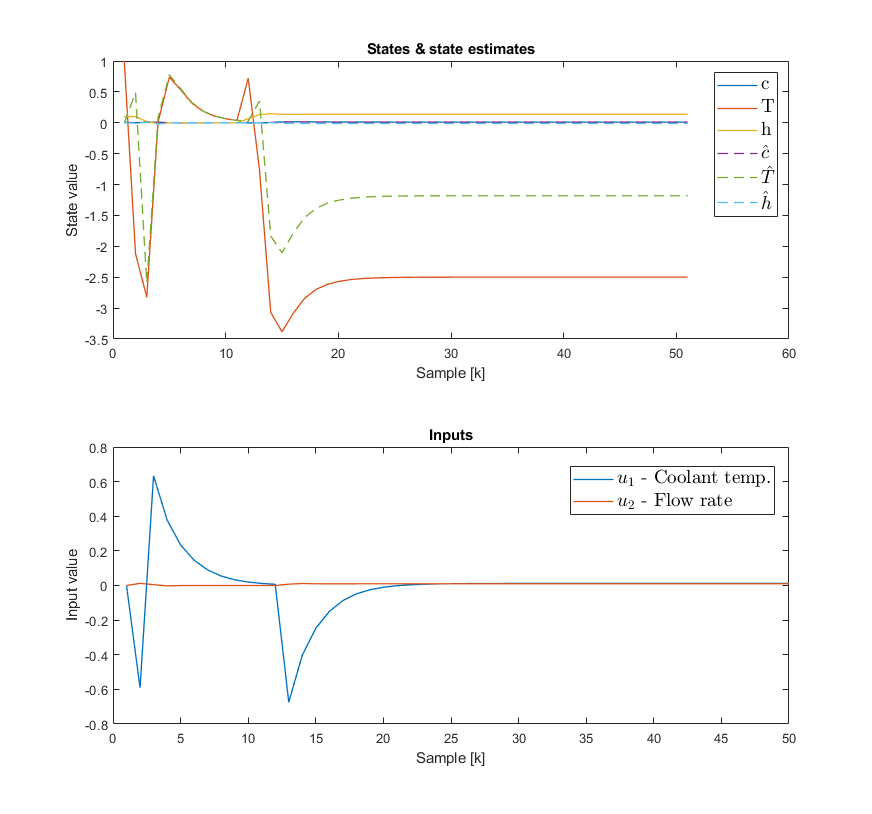 States & state estimates
1
0.5
0
-0.5
-1
-1.5
-2
-2.5
-3
-3.5
State value
0 10 20 30 40 50 60
Sample [k]
c
T
h
ĉ
T̂
ĥ
Inputs
0.8
0.6
0.4
0.2
0
-0.2
-0.4
-0.6
-0.8
Input value
0 5 10 15 20 25 30 35 40 45 50
Sample [k]
u₁ - Coolant temp.
u₂ - Flow rate